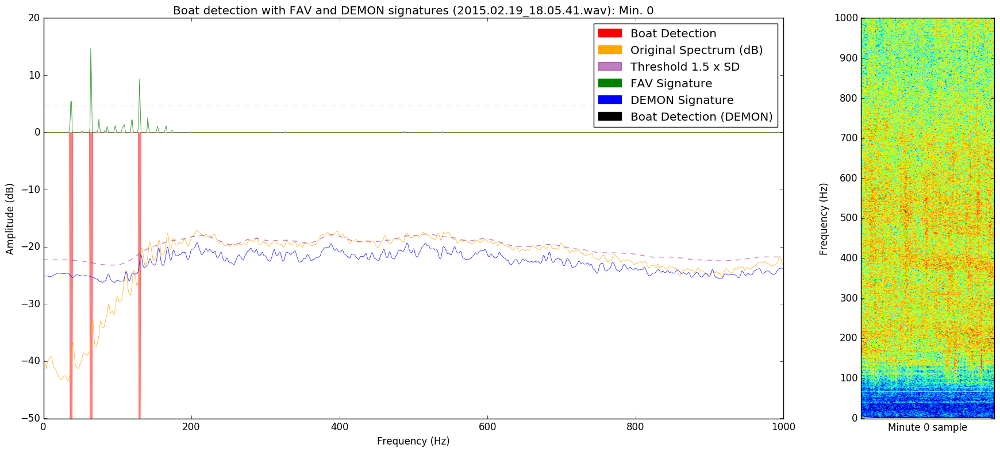 Boat detection with FAV and DEMON signatures (2015.02.19_18.05.41.wav): Min. 0
20
10
0
−10
−20
−30
−40
−50
Amplitude (dB)
0
200
400
600
800
1000
Frequency (Hz)
Boat Detection
Original Spectrum (dB)
Threshold 1.5 x SD
FAV Signature
DEMON Signature
Boat Detection (DEMON)
1000
900
800
700
600
500
400
300
200
100
0
Frequency (Hz)
Minute 0 sample